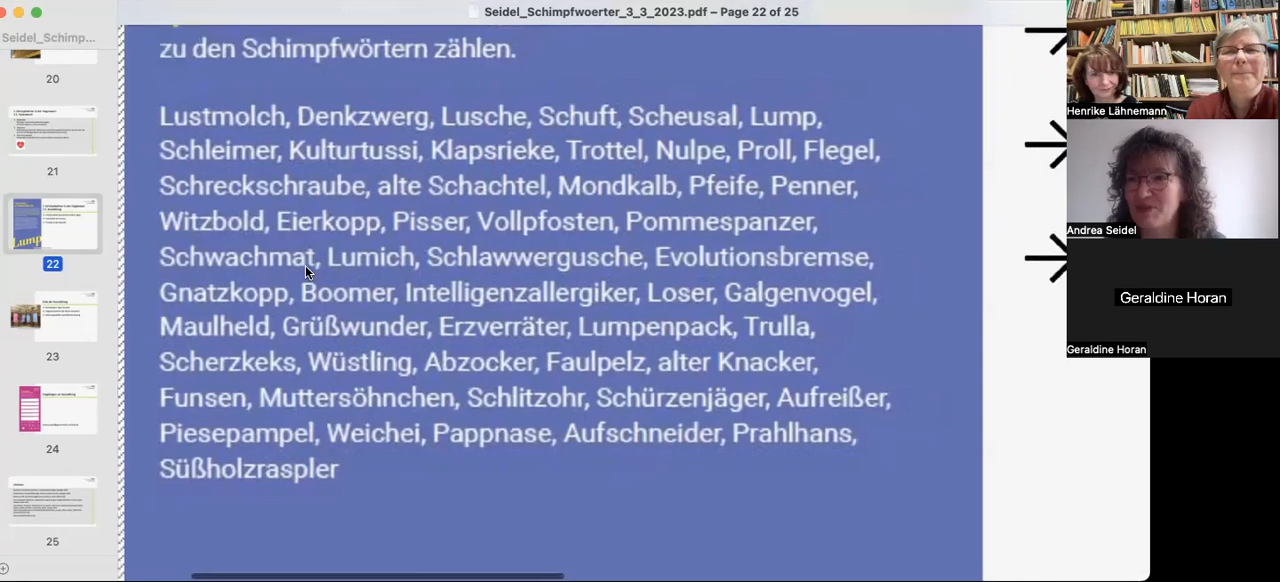 Seidel_Schimpfwoerter_3_3_2023.pdf – Page 22 of 25
Seidel_Schimp...
20
21
22
23
24
25
Lump
zu den Schimpfwörtern zählen.
Lustmolch, Denkzwerg, Lusche, Schuft, Scheusal, Lump,
Schleimer, Kulturtussi, Klapsrieke, Trottel, Nulpe, Proll, Flegel,
Schreckschraube, alte Schachtel, Mondkalb, Pfeife, Penner,
Witzbold, Eierkopp, Pisser, Vollpfosten, Pommespanzer,
Schwachmat, Lumich, Schlawwergusche, Evolutionsbremse,
Gnatzkopp, Boomer, Intelligenzallergiker, Loser, Galgenvogel,
Maulheld, Grüßwunder, Erzverräter, Lumpenpack, Trulla,
Scherzkeks, Wüstling, Abzocker, Faulpelz, alter Knacker,
Funsen, Muttersöhnchen, Schlitzohr, Schürzenjäger, Aufreißer,
Piesepampel, Weichei, Pappnase, Aufschneider, Prahlhans,
Süßholzraspler
Henrike Lähnemann
Andrea Seidel
Geraldine Horan
Geraldine Horan